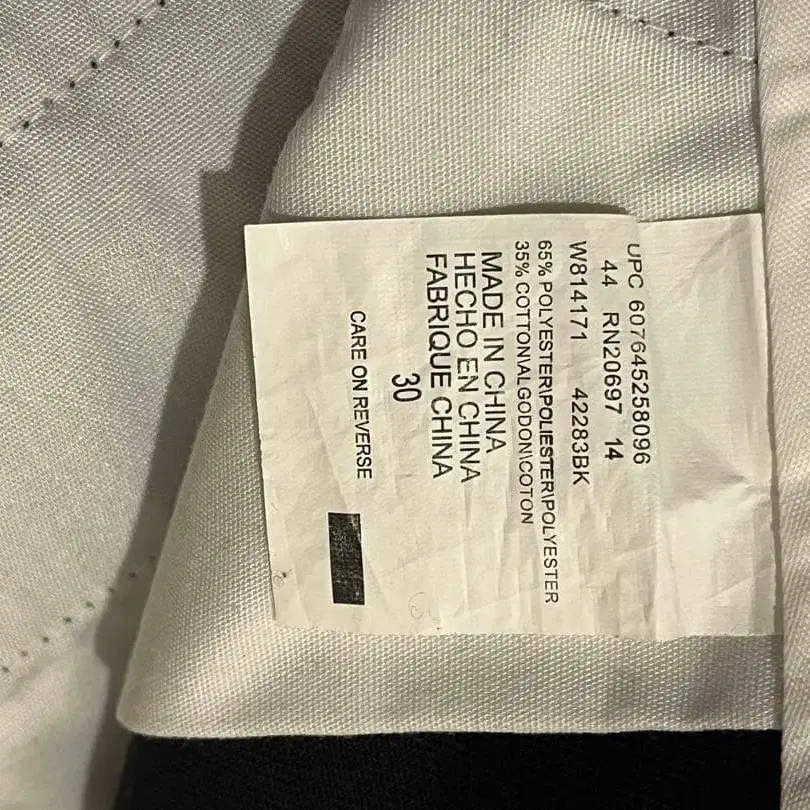 UPC 607645258096
44 RN20697 14
W814171 42283BK
65% POLYESTER\POLIESTER\POLYESTER
35% COTTON\ALGODON\COTON
MADE IN CHINA
HECHO EN CHINA
FABRIQUE CHINA
30
CARE ON REVERSE